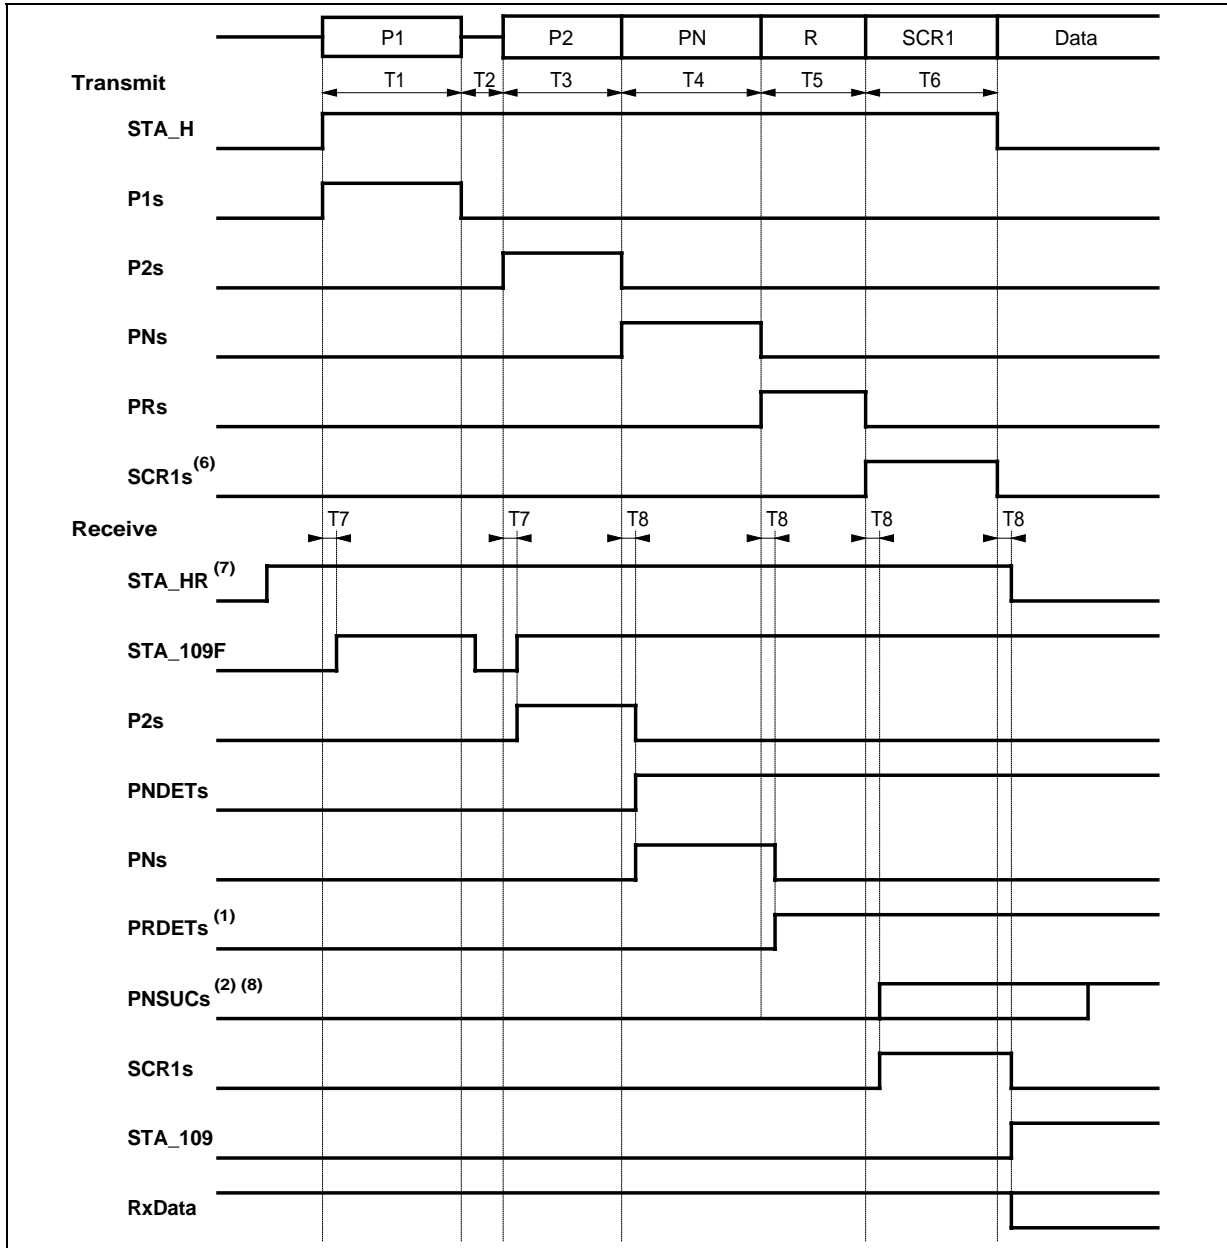 P1 P2 PN R SCR1 Data
Transmit T1 T2 T3 T4 T5 T6
STA_H
P1s
P2s
PNs
PRs
SCR1s (6)
Receive T7 T7 T8 T8 T8 T8
STA_HR (7)
STA_109F
P2s
PNDETs
PNs
PRDETs (1)
PNSUCs (2) (8)
SCR1s
STA_109
RxData